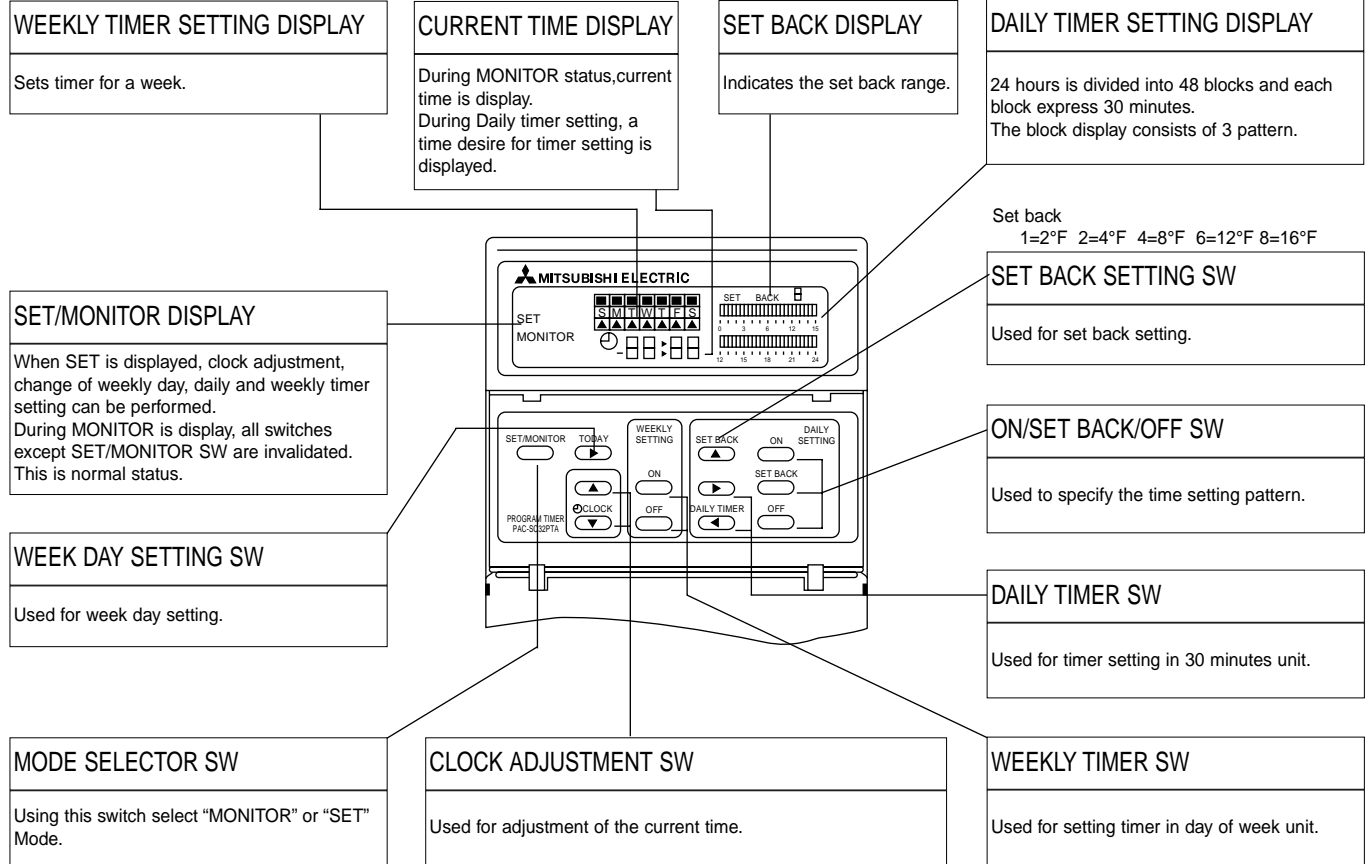 WEEKLY TIMER SETTING DISPLAY
Sets timer for a week.
CURRENT TIME DISPLAY
During MONITOR status,current
time is display.
During Daily timer setting, a
time desire for timer setting is
displayed.
SET BACK DISPLAY
Indicates the set back range.
DAILY TIMER SETTING DISPLAY
24 hours is divided into 48 blocks and each
block express 30 minutes.
The block display consists of 3 pattern.
Set back
1=2°F 2=4°F 4=8°F 6=12°F 8=16°F
SET BACK SETTING SW
Used for set back setting.
SET/MONITOR DISPLAY
When SET is displayed, clock adjustment,
change of weekly day, daily and weekly timer
setting can be performed.
During MONITOR is display, all switches
except SET/MONITOR SW are invalidated.
This is normal status.
MITSUBISHI ELECTRIC
SET
MONITOR
S M T W T F S
SET BACK 8
0 3 6 12 15
-88:88
12 15 18 21 24
SET/MONITOR
TODAY
CLOCK
PROGRAM TIMER
PAC-SC32PTA
WEEKLY
SETTING
ON
OFF
SET BACK
DAILY TIMER
DAILY
SETTING
ON
SET BACK
OFF
ON/SET BACK/OFF SW
Used to specify the time setting pattern.
WEEK DAY SETTING SW
Used for week day setting.
DAILY TIMER SW
Used for timer setting in 30 minutes unit.
MODE SELECTOR SW
Using this switch select “MONITOR” or “SET”
Mode.
CLOCK ADJUSTMENT SW
Used for adjustment of the current time.
WEEKLY TIMER SW
Used for setting timer in day of week unit.